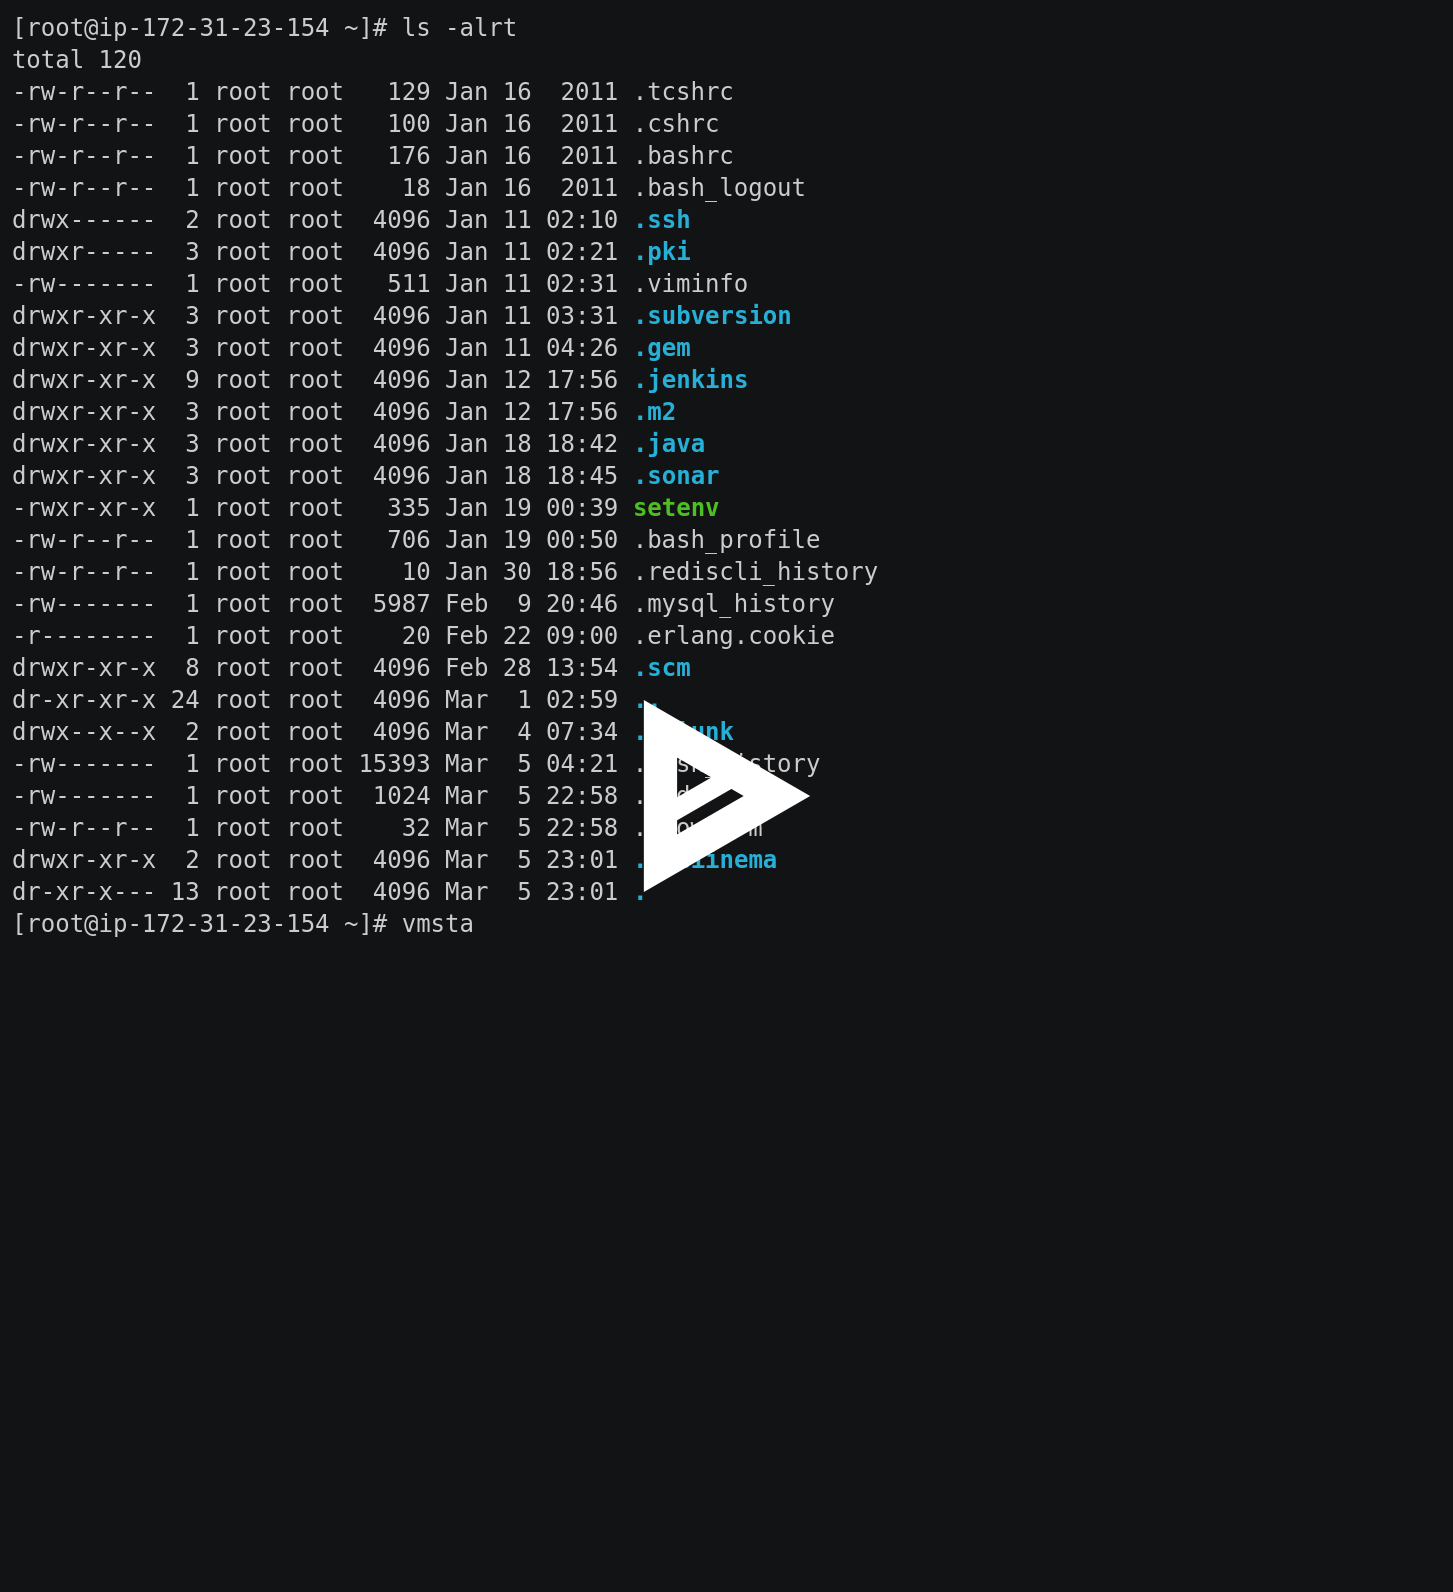 [root@ip-172-31-23-154 ~]# ls -alrt
total 120
-rw-r--r--  1 root root   129 Jan 16  2011 .tcshrc
-rw-r--r--  1 root root   100 Jan 16  2011 .cshrc
-rw-r--r--  1 root root   176 Jan 16  2011 .bashrc
-rw-r--r--  1 root root    18 Jan 16  2011 .bash_logout
drwx------  2 root root  4096 Jan 11 02:10 .ssh
drwxr-----  3 root root  4096 Jan 11 02:21 .pki
-rw-------  1 root root   511 Jan 11 02:31 .viminfo
drwxr-xr-x  3 root root  4096 Jan 11 03:31 .subversion
drwxr-xr-x  3 root root  4096 Jan 11 04:26 .gem
drwxr-xr-x  9 root root  4096 Jan 12 17:56 .jenkins
drwxr-xr-x  3 root root  4096 Jan 12 17:56 .m2
drwxr-xr-x  3 root root  4096 Jan 18 18:42 .java
drwxr-xr-x  3 root root  4096 Jan 18 18:45 .sonar
-rwxr-xr-x  1 root root   335 Jan 19 00:39 setenv
-rw-r--r--  1 root root   706 Jan 19 00:50 .bash_profile
-rw-r--r--  1 root root    10 Jan 30 18:56 .rediscli_history
-rw-------  1 root root  5987 Feb  9 20:46 .mysql_history
-r--------  1 root root    20 Feb 22 09:00 .erlang.cookie
drwxr-xr-x  8 root root  4096 Feb 28 13:54 .scm
dr-xr-xr-x 24 root root  4096 Mar  1 02:59 ..
drwx--x--x  2 root root  4096 Mar  4 07:34
-rw-------  1 root root 15393 Mar  5 04:21
-rw-------  1 root root  1024 Mar  5 22:58
-rw-r--r--  1 root root    32 Mar  5 22:58
drwxr-xr-x  2 root root  4096 Mar  5 23:01
dr-xr-x--- 13 root root  4096 Mar  5 23:01 .
[root@ip-172-31-23-154 ~]# vmsta